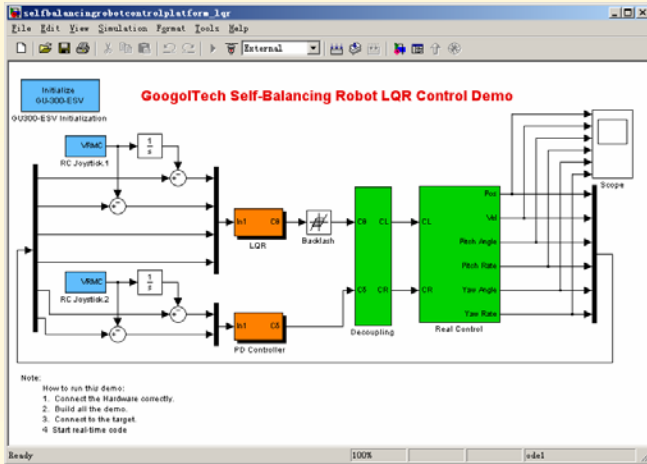 selfbalancingrobotcontrolplatform_lqr
File Edit View Simulation Format Tools Help
External
Initialize
GU-300-ESV
GU300-ESV Initialization
GoogolTech Self-Balancing Robot LQR Control Demo
VRMC
RC Joystick.1
1
s
In1 Cθ
LQR
Backlash
Cθ CL
Cδ CR
Decoupling
CL
CR
Real Control
Pos
Vel
Pitch Angle
Pitch Rate
Yaw Angle
Yaw Rate
Scope
VRMC
RC Joystick.2
1
s
In1 Cδ
PD Controller
Note:
How to run this demo:
1. Connect the Hardware correctly.
2. Build all the demo.
3. Connect to the target.
4 Start real-time code
Ready 100% ode1